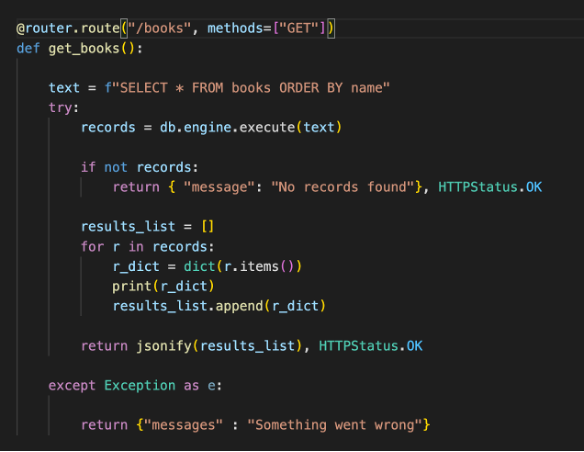 @router.route("/books", methods=["GET"])
def get_books():
text = f"SELECT * FROM books ORDER BY name"
try:
records = db.engine.execute(text)
if not records:
return { "message": "No records found"}, HTTPStatus.OK
results_list = []
for r in records:
r_dict = dict(r.items())
print(r_dict)
results_list.append(r_dict)
return jsonify(results_list), HTTPStatus.OK
except Exception as e:
return {"messages" : "Something went wrong"}